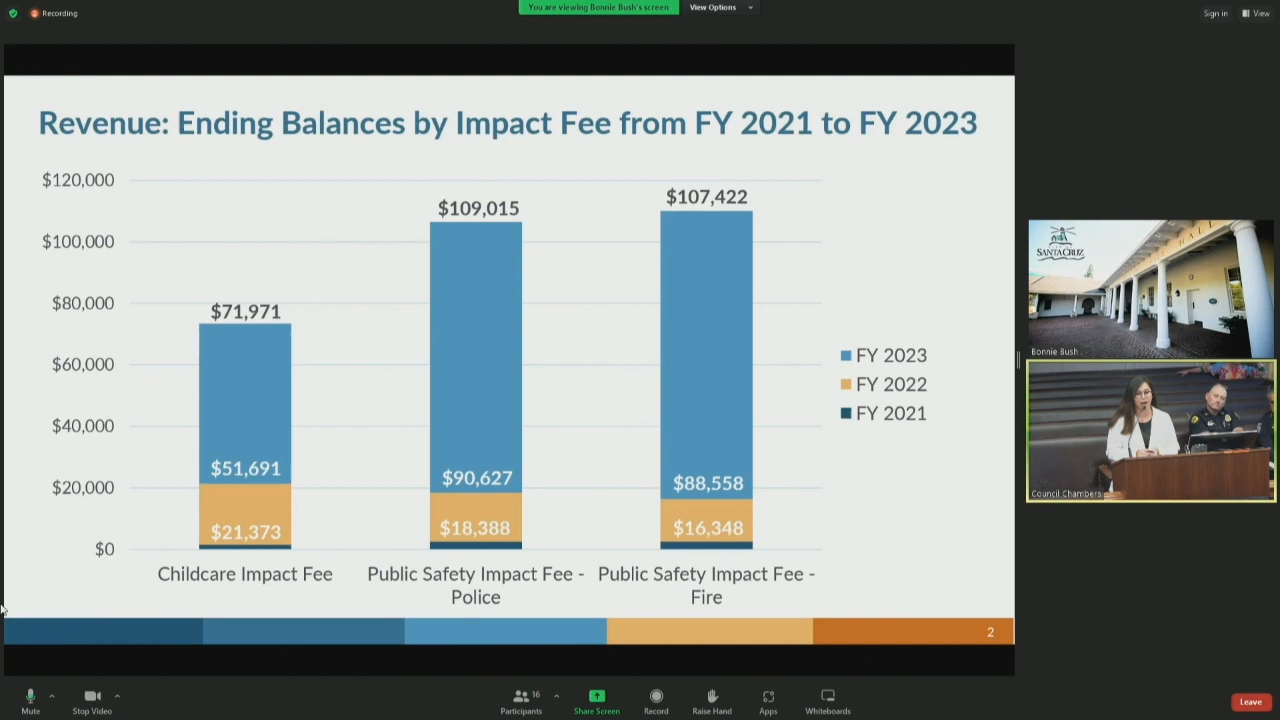 Recording
You are viewing Bonnie Bush's screen
View Options
Sign in
View
Revenue: Ending Balances by Impact Fee from FY 2021 to FY 2023
$120,000
$100,000
$80,000
$60,000
$40,000
$20,000
$0
$71,971
$51,691
$21,373
$109,015
$90,627
$18,388
$107,422
$88,558
$16,348
Childcare Impact Fee
Public Safety Impact Fee -
Police
Public Safety Impact Fee -
Fire
FY 2023
FY 2022
FY 2021
2
SANTA CRUZ
HALL
Bonnie Bush
Council Chambers
Mute
Stop Video
16
Participants
Share Screen
Record
Raise Hand
Apps
Whiteboards
Leave